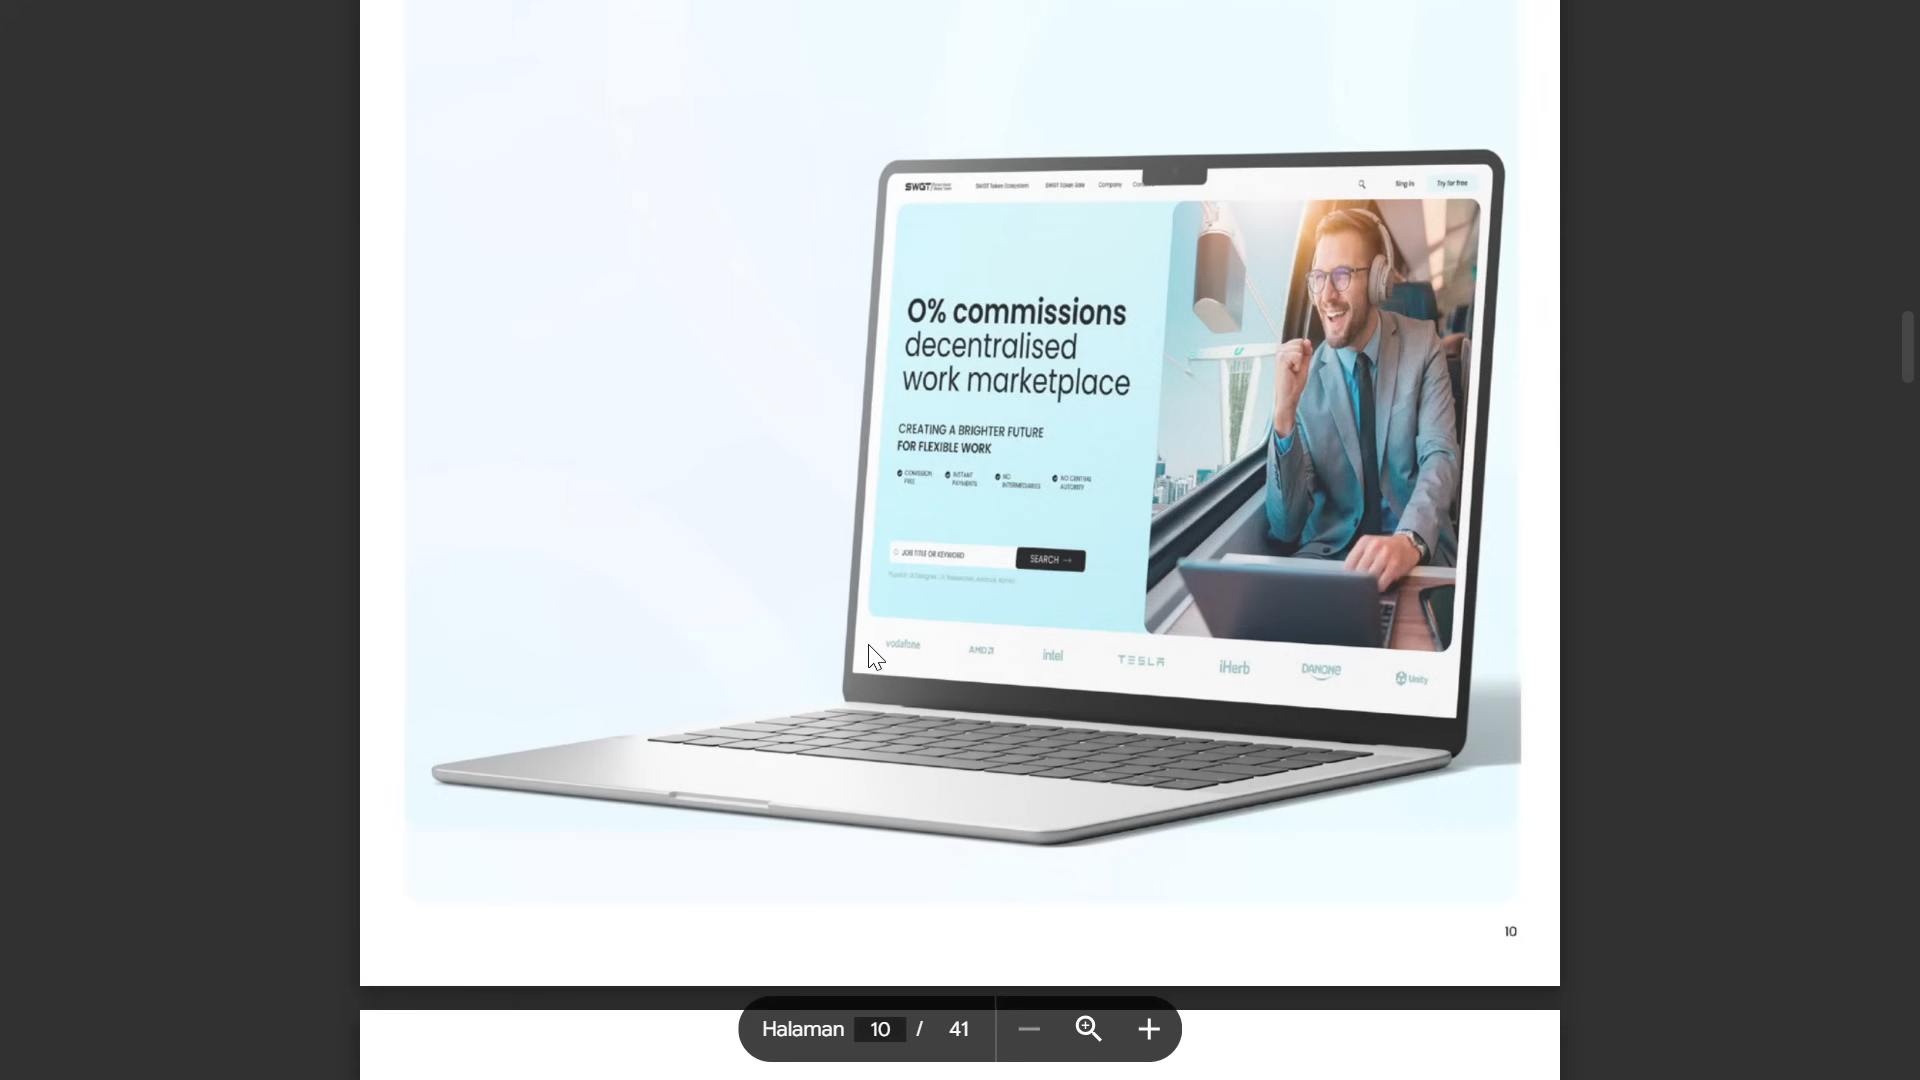 SWGT
SWGT Token Ecosystem
SWGT Token Sale
Company
Sing in
Try for free
0% commissions
decentralised
work marketplace
CREATING A BRIGHTER FUTURE
FOR FLEXIBLE WORK
COMISSION
FREE
INSTANT
PAYMENTS
NO
INTERMEDIARIES
NO CENTRAL
AUTORITY
JOB TITLE OR KEYWORD
SEARCH →
vodafone
AMD
intel
TESLA
iHerb
DANONE
Unity
10
Halaman 10 / 41